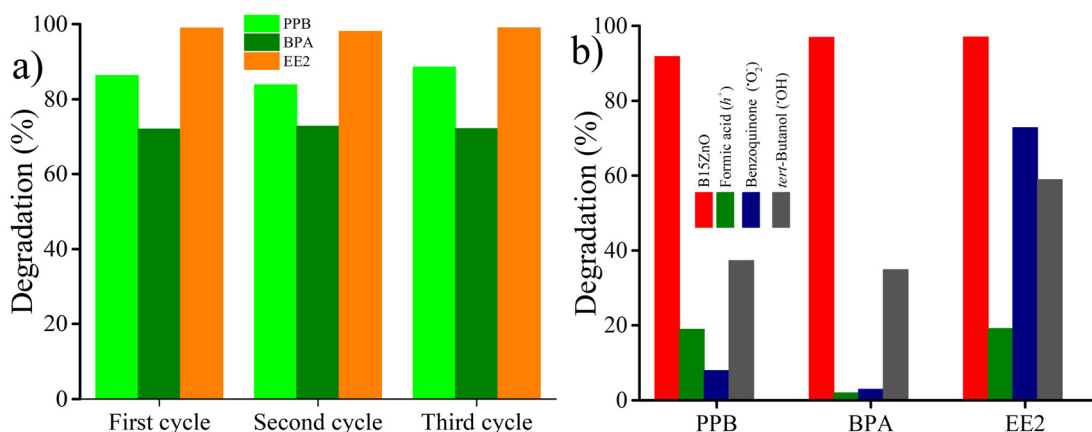 a)
Degradation (%)
100
80
60
40
20
0
PPB
BPA
EE2
First cycle
Second cycle
Third cycle
b)
Degradation (%)
100
80
60
40
20
0
B15ZnO
Formic acid (h⁺)
Benzoquinone (•O₂⁻)
tert-Butanol (•OH)
PPB
BPA
EE2